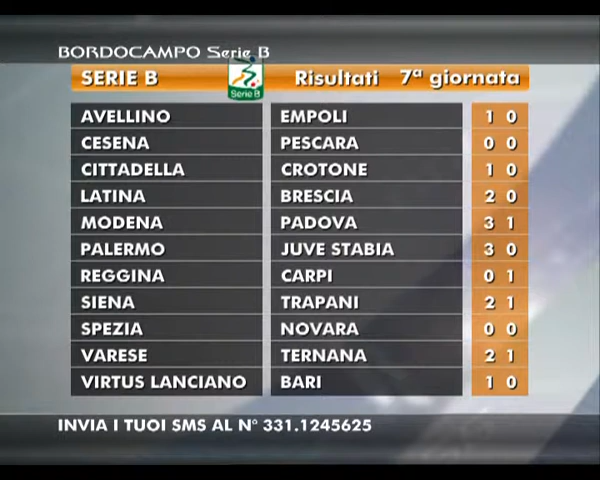 BORDOCAMPO Serie B
SERIE B Serie B Risultati 7ª giornata
AVELLINO EMPOLI 1 0
CESENA PESCARA 0 0
CITTADELLA CROTONE 1 0
LATINA BRESCIA 2 0
MODENA PADOVA 3 1
PALERMO JUVE STABIA 3 0
REGGINA CARPI 0 1
SIENA TRAPANI 2 1
SPEZIA NOVARA 0 0
VARESE TERNANA 2 1
VIRTUS LANCIANO BARI 1 0
INVIA I TUOI SMS AL N° 331.1245625